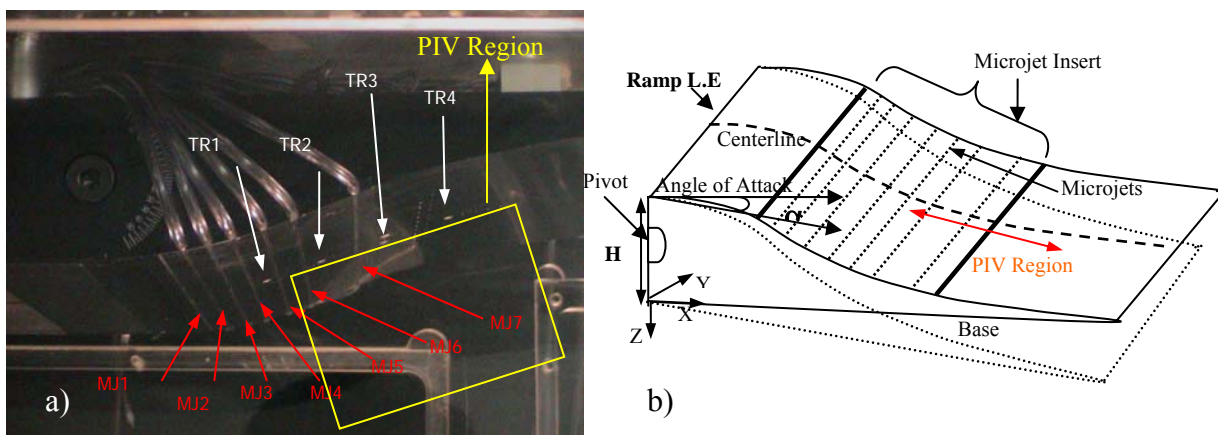 PIV Region
TR3
TR4
TR1
TR2
MJ7
MJ6
MJ5
MJ4
MJ3
MJ2
MJ1
a)
Microjet Insert
Ramp L.E
Centerline
Pivot
Angle of Attack
Microjets
α
H
PIV Region
Y
X
Z
Base
b)